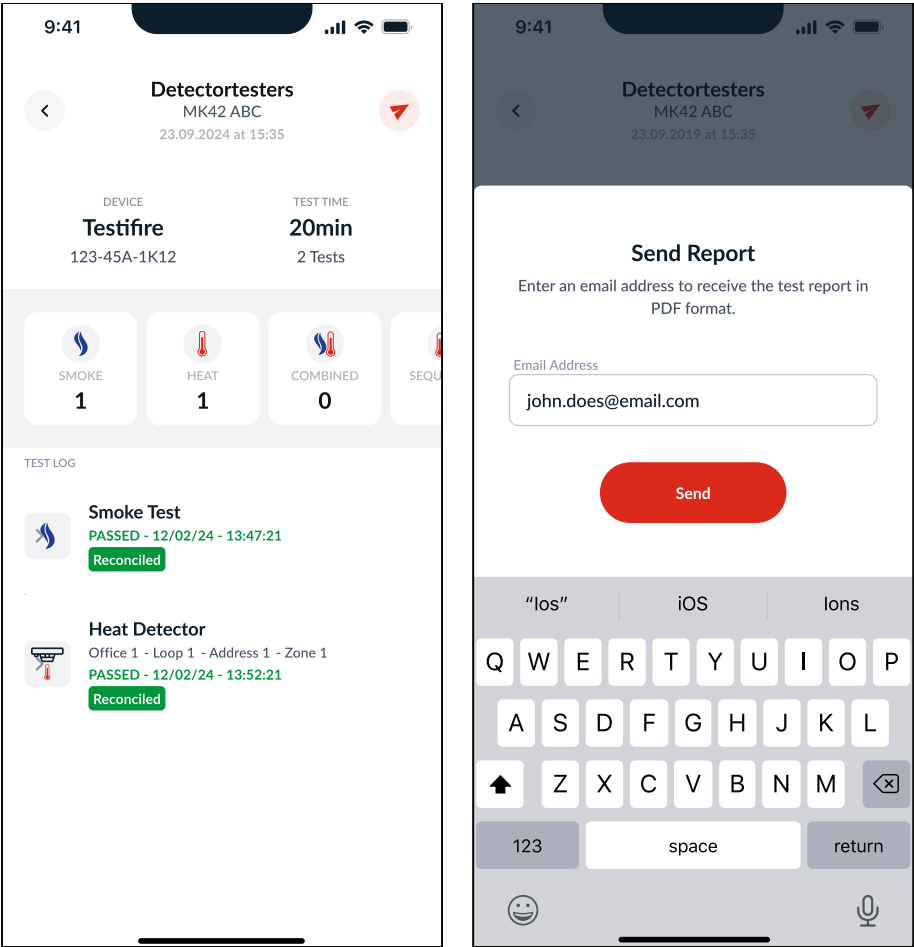 9:41
Detectortesters
MK42 ABC
23.09.2024 at 15:35
DEVICE
Testifire
123-45A-1K12
TEST TIME
20min
2 Tests
SMOKE
1
HEAT
1
COMBINED
0
SEQU
TEST LOG
Smoke Test
PASSED - 12/02/24 - 13:47:21
Reconciled
Heat Detector
Office 1 - Loop 1 - Address 1 - Zone 1
PASSED - 12/02/24 - 13:52:21
Reconciled
9:41
Detectortesters
MK42 ABC
23.09.2019 at 15:35
Send Report
Enter an email address to receive the test report in
PDF format.
Email Address
john.does@email.com
Send
“Ios” iOS Ions
Q W E R T Y U I O P
A S D F G H J K L
Z X C V B N M
123 space return